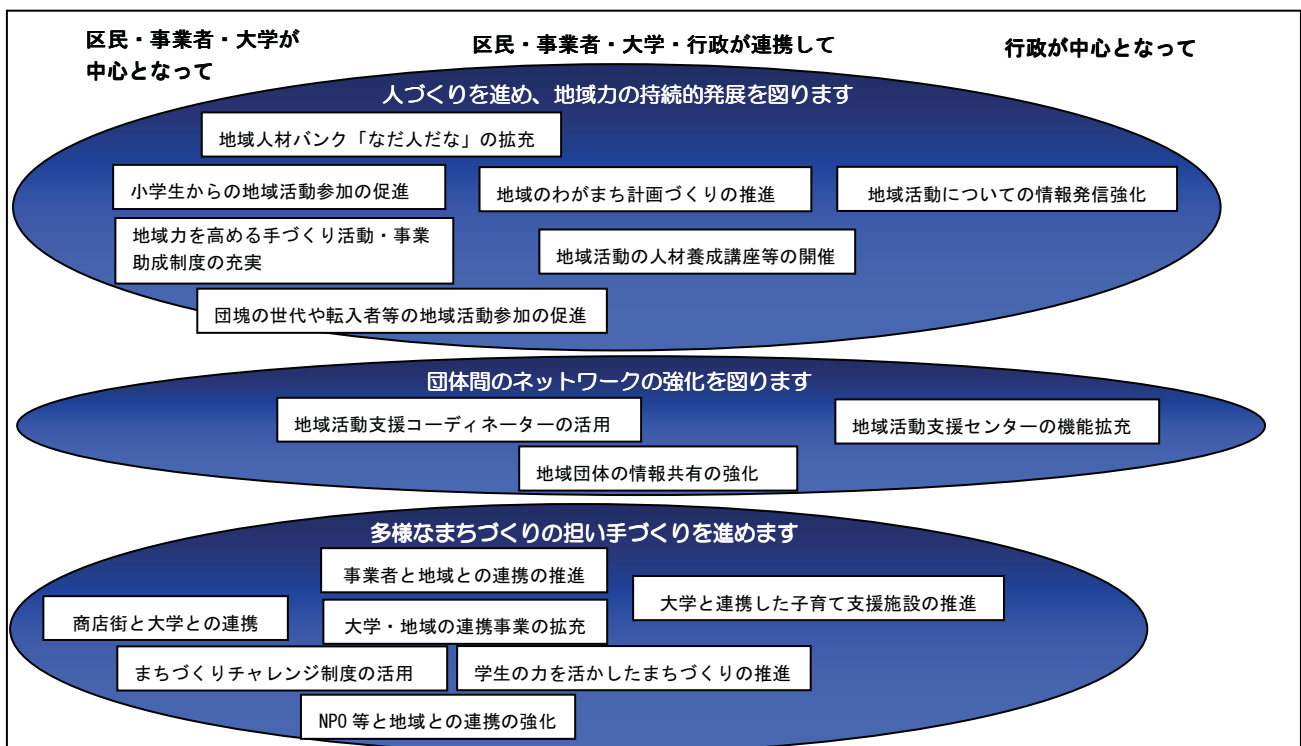 区民・事業者・大学が
中心となって
区民・事業者・大学・行政が連携して
行政が中心となって
人づくりを進め、地域力の持続的発展を図ります
地域人材バンク「なだ人だな」の拡充
小学生からの地域活動参加の促進
地域のわがまち計画づくりの推進
地域活動についての情報発信強化
地域力を高める手づくり活動・事業
助成制度の充実
地域活動の人材養成講座等の開催
団塊の世代や転入者等の地域活動参加の促進
団体間のネットワークの強化を図ります
地域活動支援コーディネーターの活用
地域活動支援センターの機能拡充
地域団体の情報共有の強化
多様なまちづくりの担い手づくりを進めます
事業者と地域との連携の推進
大学と連携した子育て支援施設の推進
商店街と大学との連携
大学・地域の連携事業の拡充
まちづくりチャレンジ制度の活用
学生の力を活かしたまちづくりの推進
NPO 等と地域との連携の強化